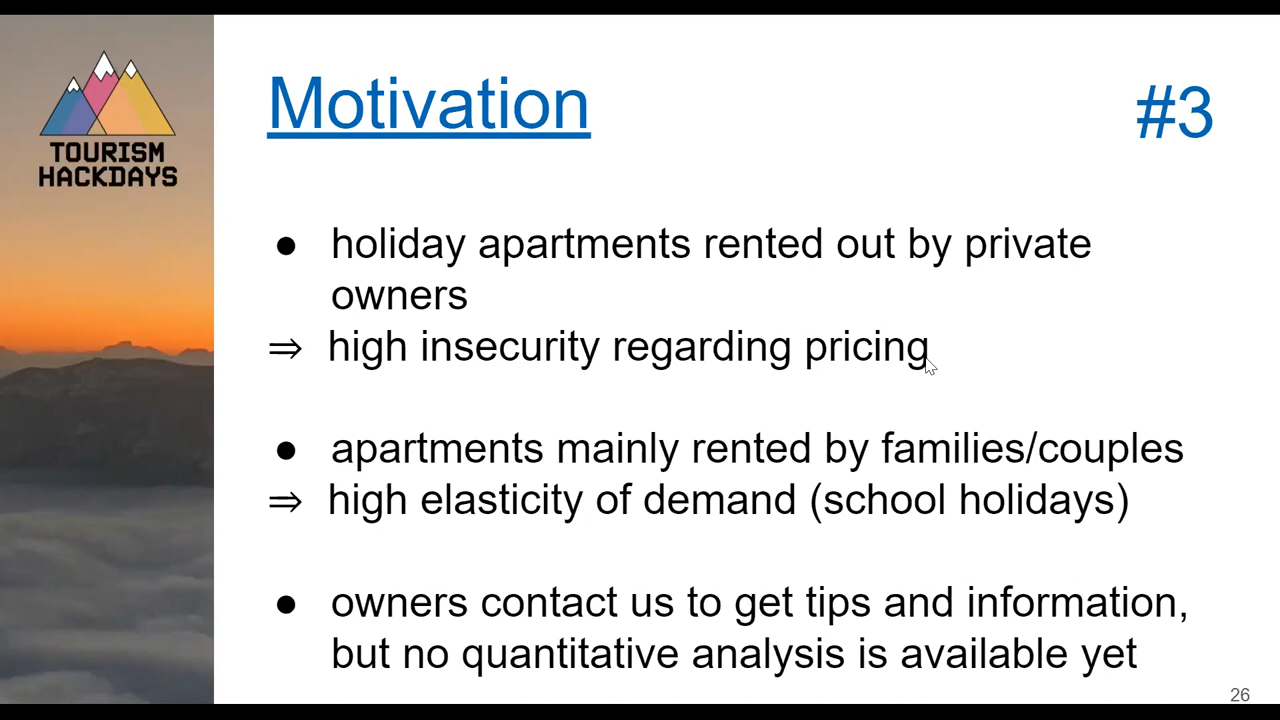 TOURISM
HACKDAYS
Motivation
#3
● holiday apartments rented out by private
owners
⇒ high insecurity regarding pricing
● apartments mainly rented by families/couples
⇒ high elasticity of demand (school holidays)
● owners contact us to get tips and information,
but no quantitative analysis is available yet
26